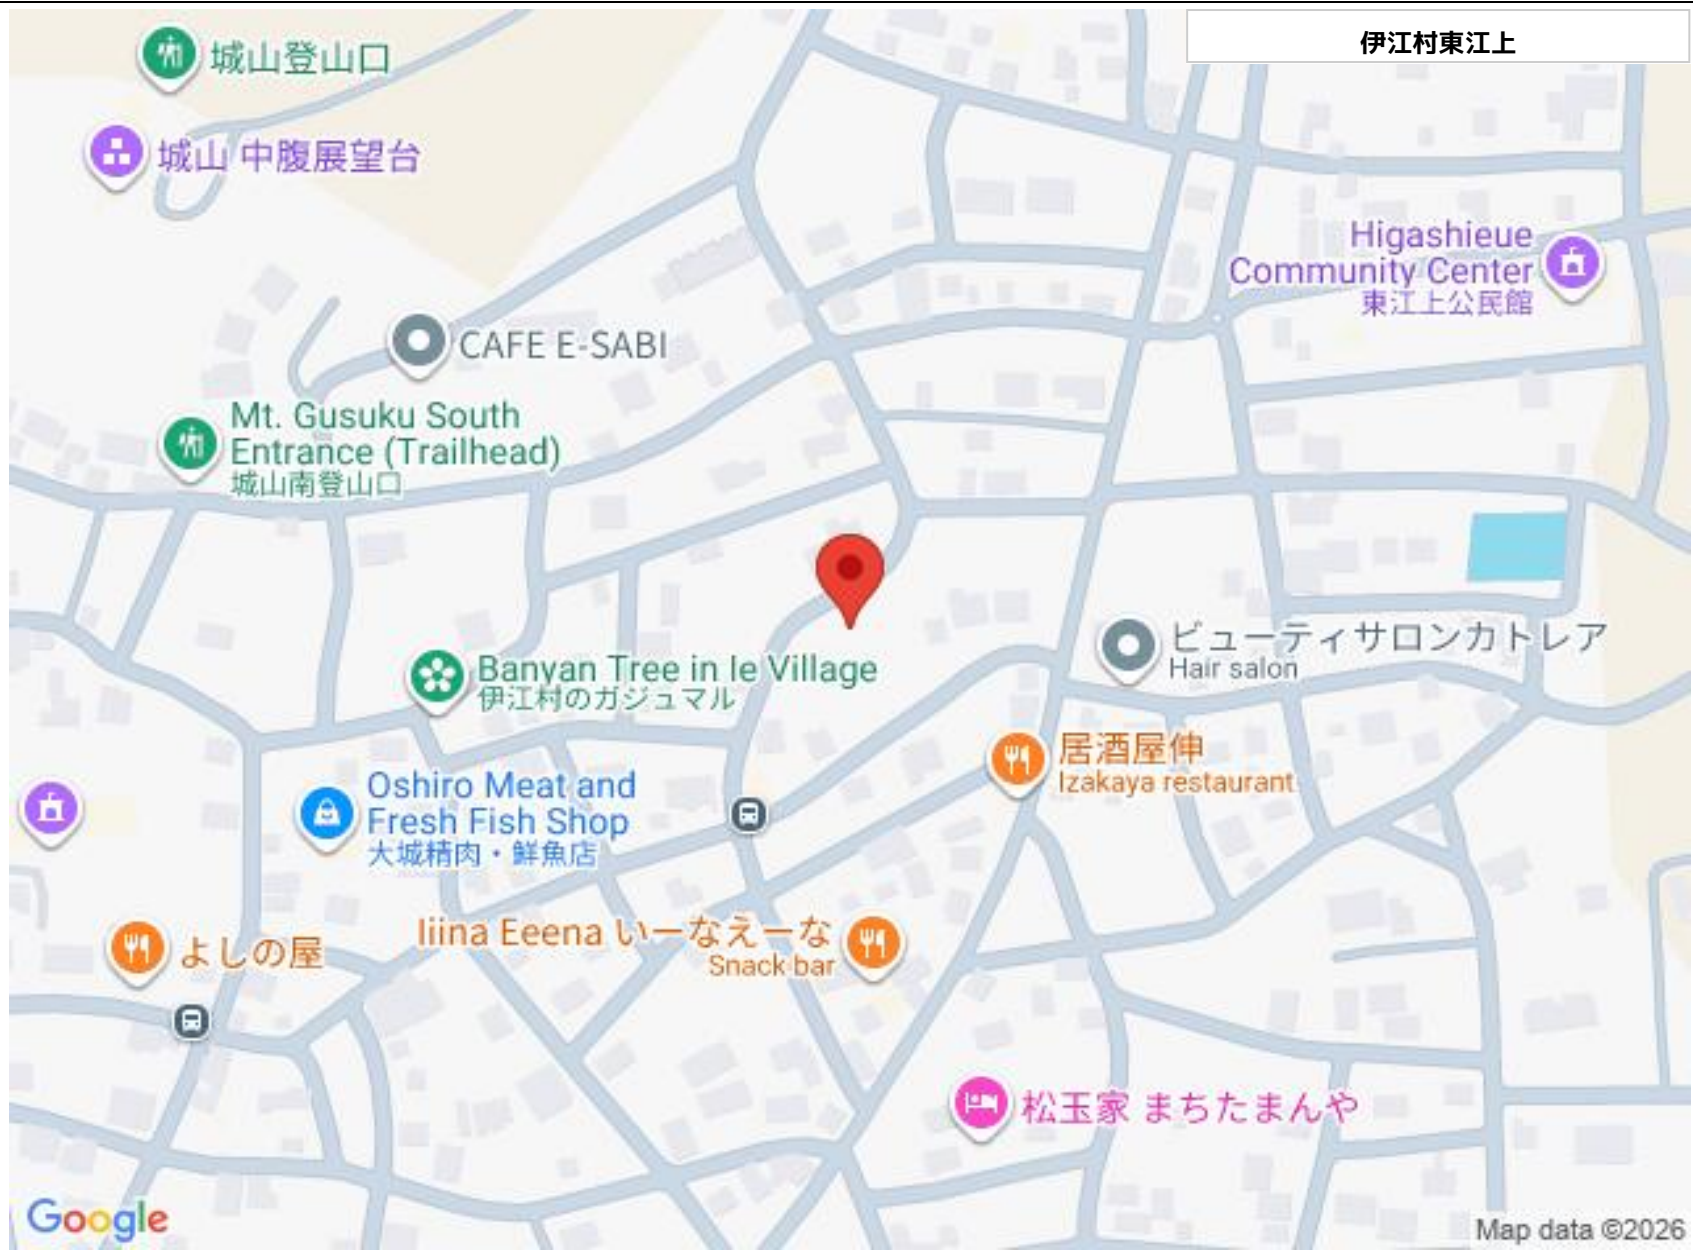 伊江村東江上
城山登山口
城山 中腹展望台
Higashieue
Community Center
東江上公民館
CAFE E-SABI
Mt. Gusuku South
Entrance (Trailhead)
城山南登山口
ビューティサロンカトレア
Hair salon
Banyan Tree in Ie Village
伊江村のガジュマル
居酒屋伸
Izakaya restaurant
Oshiro Meat and
Fresh Fish Shop
大城精肉・鮮魚店
Iiina Eeena いーなえーな
Snack bar
よしの屋
松玉家 まちたまんや
Google
Map data ©2026